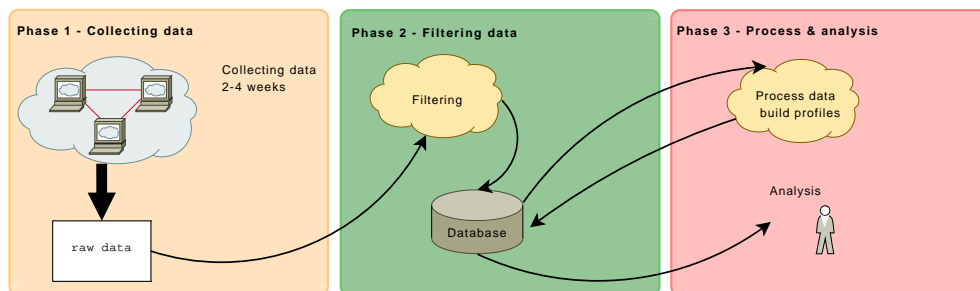 Phase 1 - Collecting data
Collecting data
2-4 weeks
raw data
Phase 2 - Filtering data
Filtering
Database
Phase 3 - Process & analysis
Process data
build profiles
Analysis